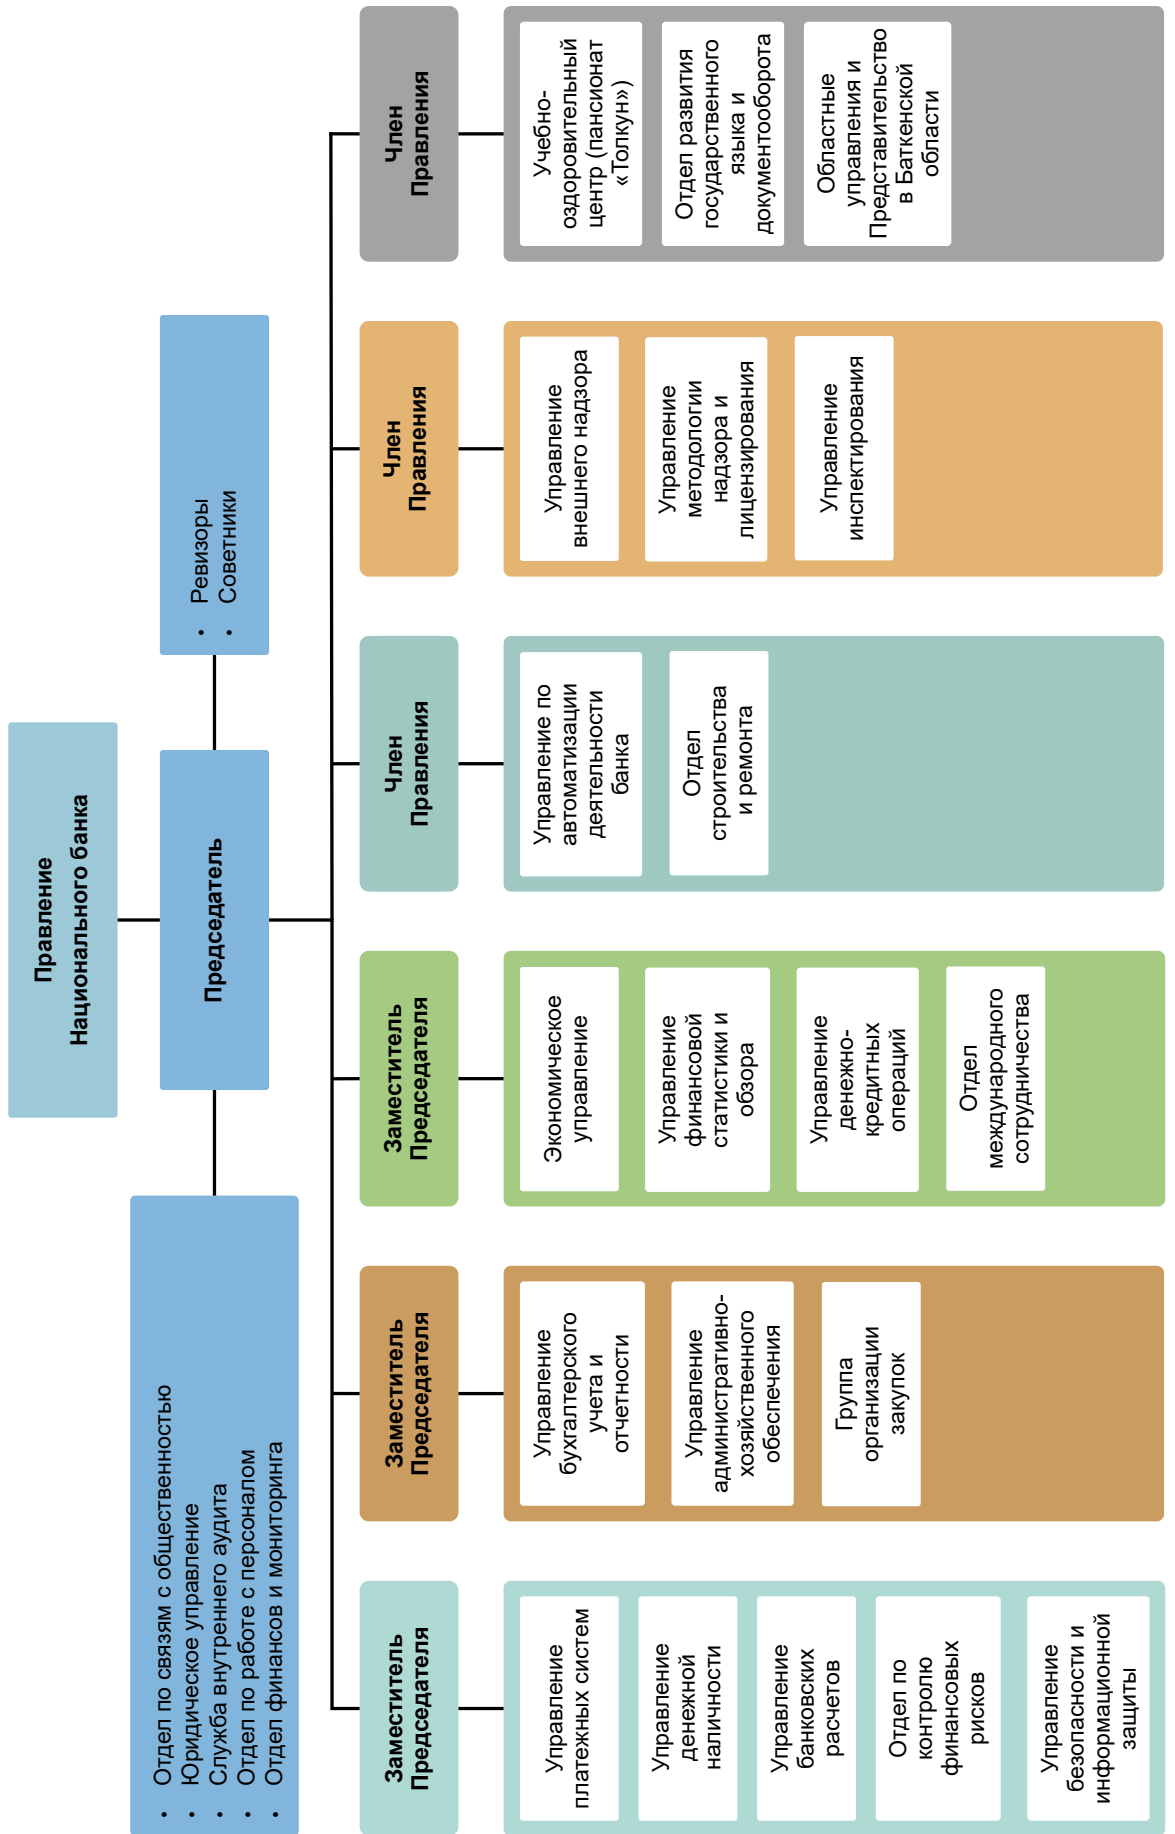 Правление
Национального банка
• Отдел по связям с общественностью
• Юридическое управление
• Служба внутреннего аудита
• Отдел по работе с персоналом
• Отдел финансов и мониторинга
Председатель
• Ревизоры
• Советники
Заместитель
Председателя
Управление
платежных систем
Управление
денежной
наличности
Управление
банковских
расчетов
Отдел по
контролю
финансовых
рисков
Управление
безопасности и
информационной
защиты
Заместитель
Председателя
Управление
бухгалтерского
учета и
отчетности
Управление
административно-
хозяйственного
обеспечения
Группа
организации
закупок
Заместитель
Председателя
Экономическое
управление
Управление
финансовой
статистики и
обзора
Управление
денежно-
кредитных
операций
Отдел
международного
сотрудничества
Член
Правления
Управление по
автоматизации
деятельности
банка
Отдел
строительства
и ремонта
Член
Правления
Управление
внешнего надзора
Управление
методологии
надзора и
лицензирования
Управление
инспектирования
Член
Правления
Учебно-
оздоровительный
центр (пансионат
«Толкун»)
Отдел развития
государственного
языка и
документооборота
Областные
управления и
Представительство
в Баткенской
области